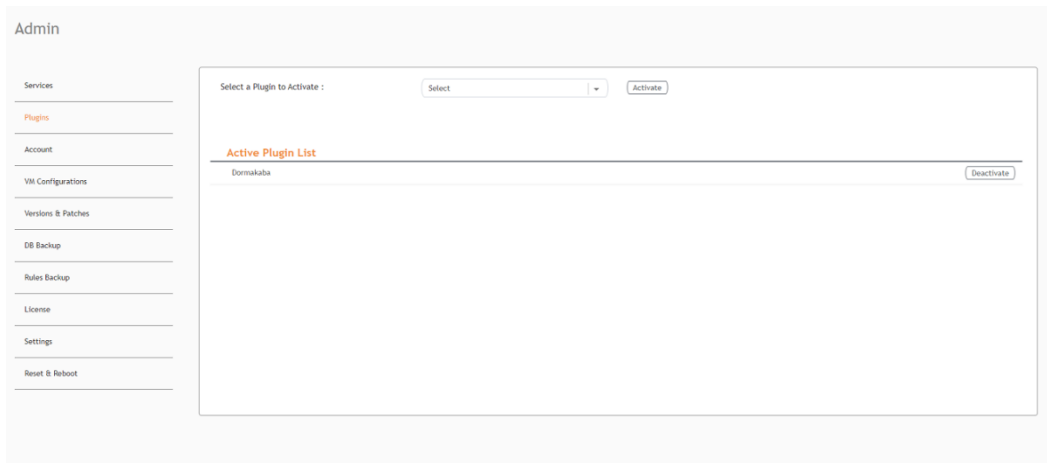 Admin
Services
Plugins
Account
VM Configurations
Versions & Patches
DB Backup
Rules Backup
License
Settings
Reset & Reboot
Select a Plugin to Activate :
Select
Activate
Active Plugin List
Dormakaba
Deactivate